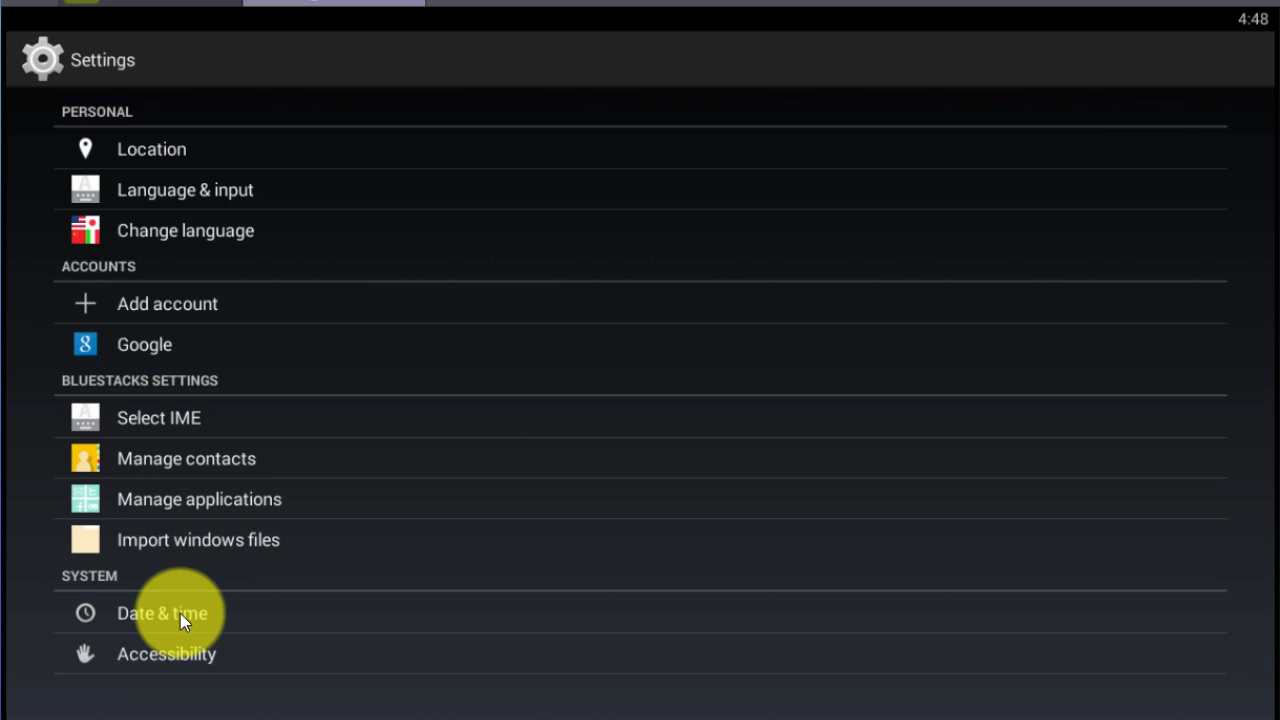 4:48
Settings
PERSONAL
Location
Language & input
Change language
ACCOUNTS
Add account
Google
BLUESTACKS SETTINGS
Select IME
Manage contacts
Manage applications
Import windows files
SYSTEM
Date & time
Accessibility